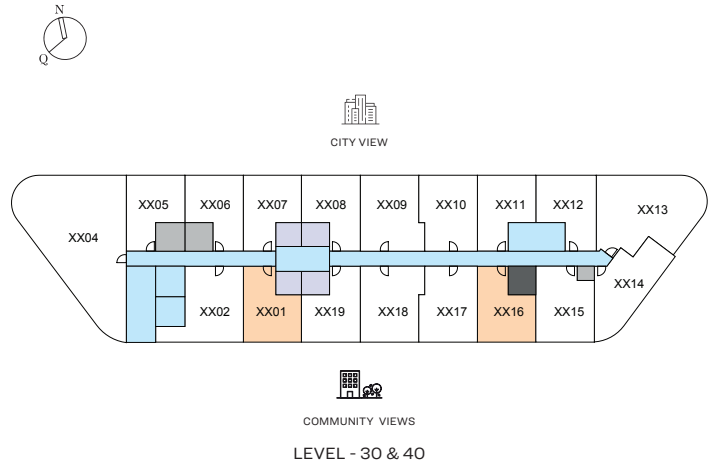 N
Q
CITY VIEW
XX05 XX06 XX07 XX08 XX09 XX10 XX11 XX12 XX13
XX04
XX14
XX02 XX01 XX19 XX18 XX17 XX16 XX15
COMMUNITY VIEWS
LEVEL - 30 & 40